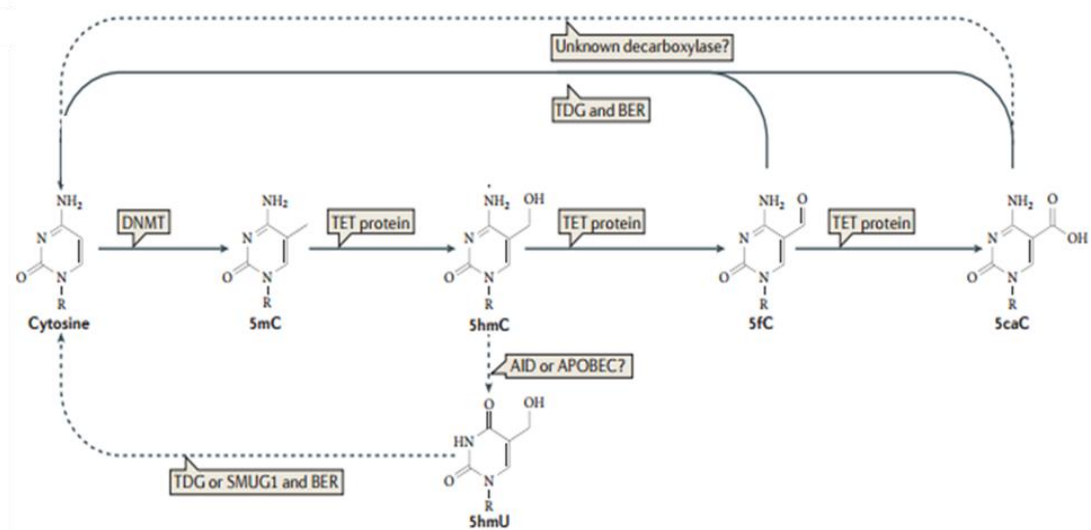 Unknown decarboxylase?
TDG and BER
NH₂
N
O
N
R
Cytosine
DNMT
NH₂
N
O
N
R
5mC
TET protein
NH₂
OH
N
O
N
R
5hmC
TET protein
NH₂
O
N
O
N
R
5fC
TET protein
NH₂
O
OH
N
O
N
R
5caC
AID or APOBEC?
O
OH
HN
O
N
R
5hmU
TDG or SMUG1 and BER